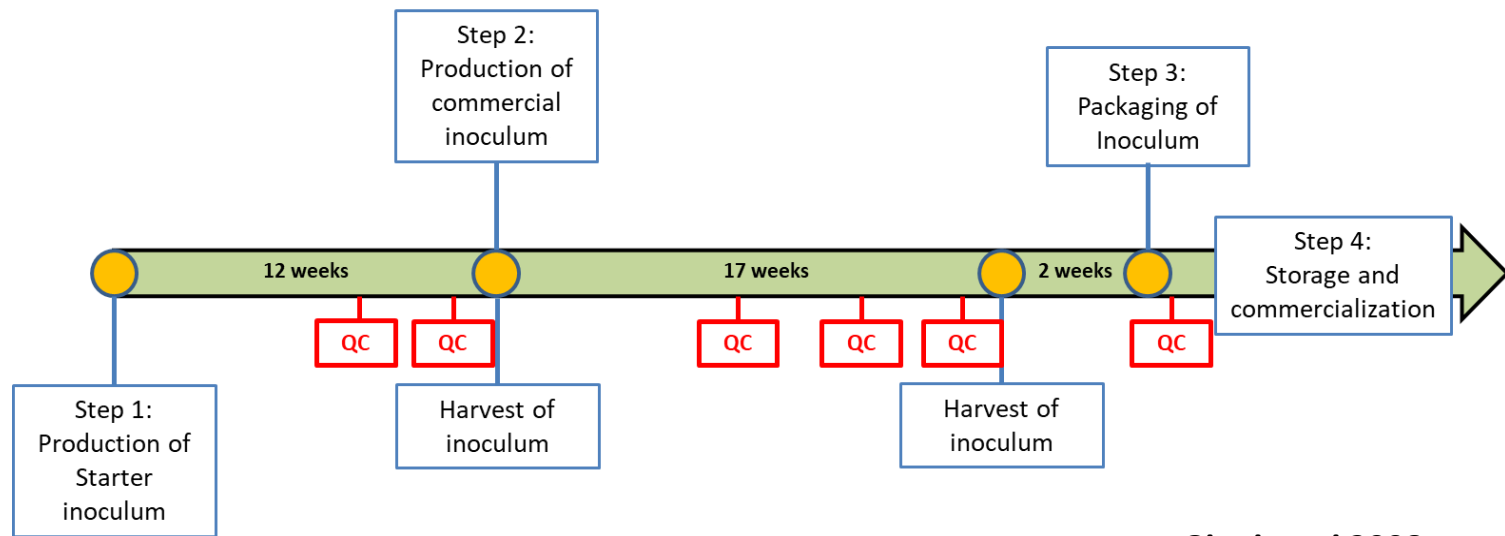 Step 2:
Production of
commercial
inoculum
Step 3:
Packaging of
Inoculum
12 weeks
17 weeks
2 weeks
Step 4:
Storage and
commercialization
QC
QC
QC
QC
QC
QC
Step 1:
Production of
Starter
inoculum
Harvest of
inoculum
Harvest of
inoculum